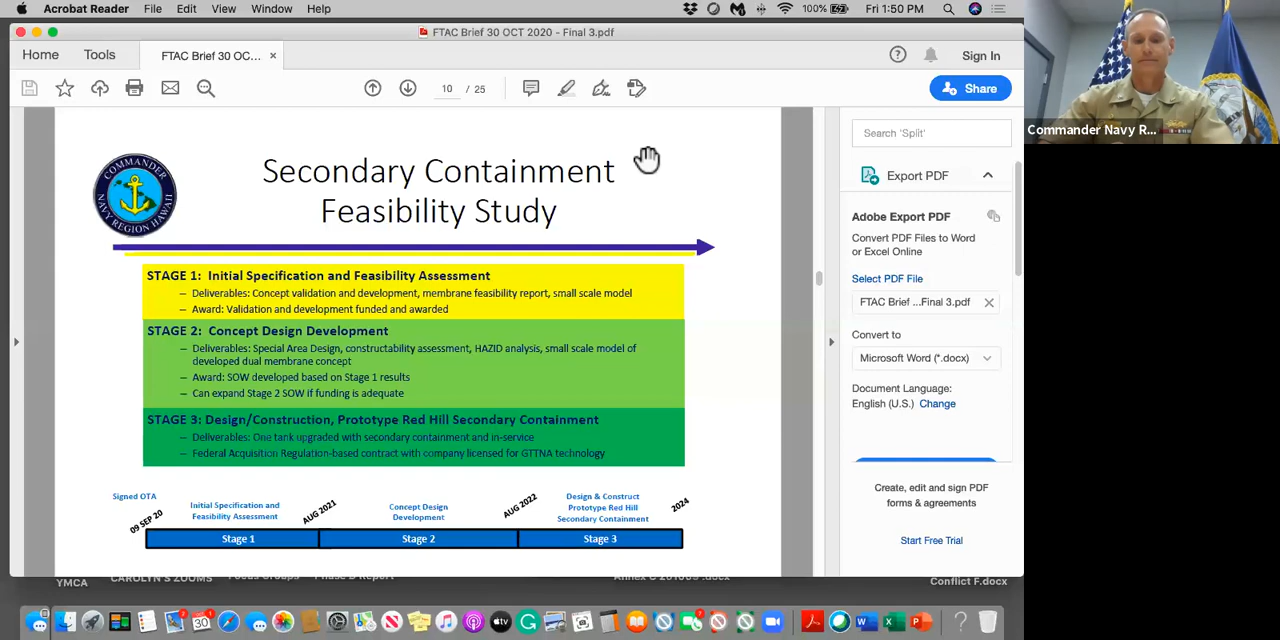 Acrobat Reader File Edit View Window Help
100% Fri 1:50 PM
FTAC Brief 30 OCT 2020 - Final 3.pdf
Home Tools FTAC Brief 30 OC... × Sign In
10 / 25 Share
Commander Navy R...
Search 'Split'
COMMANDER
NAVY REGION HAWAII
Secondary Containment
Feasibility Study
STAGE 1: Initial Specification and Feasibility Assessment
– Deliverables: Concept validation and development, membrane feasibility report, small scale model
– Award: Validation and development funded and awarded
STAGE 2: Concept Design Development
– Deliverables: Special Area Design, constructability assessment, HAZID analysis, small scale model of
developed dual membrane concept
– Award: SOW developed based on Stage 1 results
– Can expand Stage 2 SOW if funding is adequate
STAGE 3: Design/Construction, Prototype Red Hill Secondary Containment
– Deliverables: One tank upgraded with secondary containment and in-service
– Federal Acquisition Regulation-based contract with company licensed for GTTNA technology
Signed OTA
09 SEP 20
Initial Specification and
Feasibility Assessment
AUG 2021
Concept Design
Development
AUG 2022
Design & Construct
Prototype Red Hill
Secondary Containment
2024
Stage 1 Stage 2 Stage 3
Export PDF
Adobe Export PDF
Convert PDF Files to Word
or Excel Online
Select PDF File
FTAC Brief ...Final 3.pdf ×
Convert to
Microsoft Word (*.docx)
Document Language:
English (U.S.) Change
Create, edit and sign PDF
forms & agreements
Start Free Trial
YMCA CAROLYN'S ZOOMS Focus Groups Phase D Report Conflict F.docx